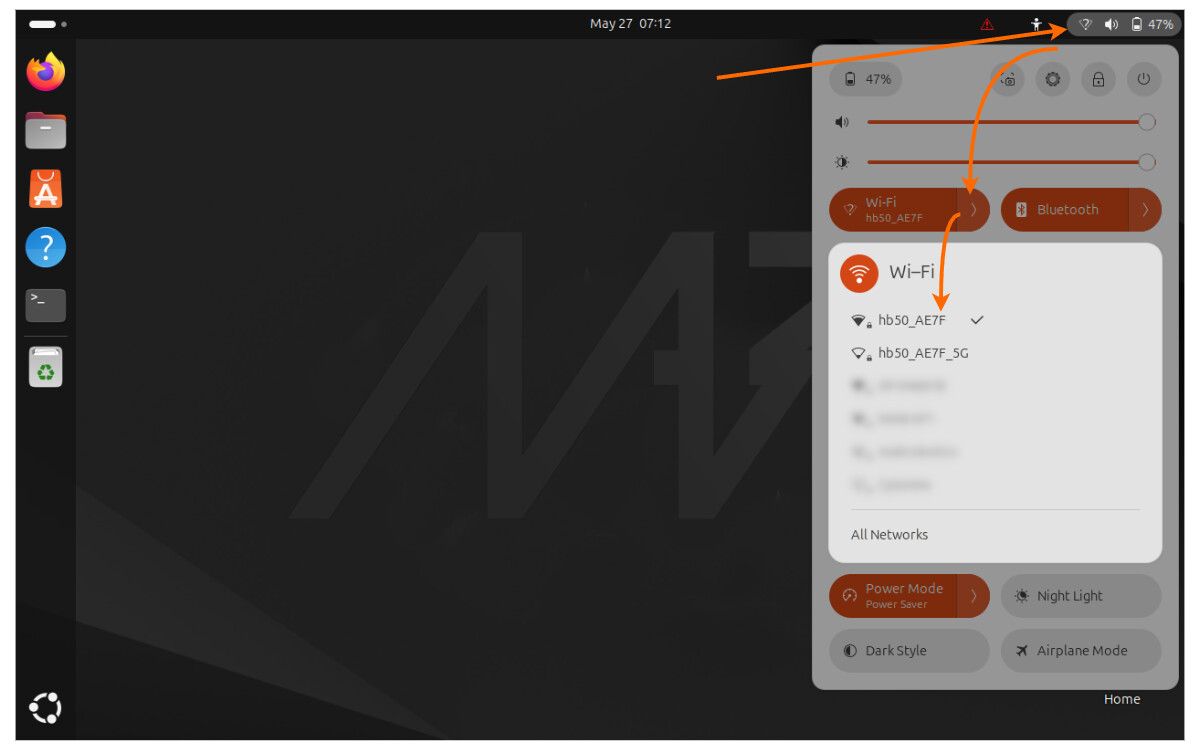 May 27 07:12
47%
47%
Wi-Fi
hb50_AE7F
Bluetooth
Wi–Fi
hb50_AE7F
hb50_AE7F_5G
All Networks
Power Mode
Power Saver
Night Light
Dark Style
Airplane Mode
Home